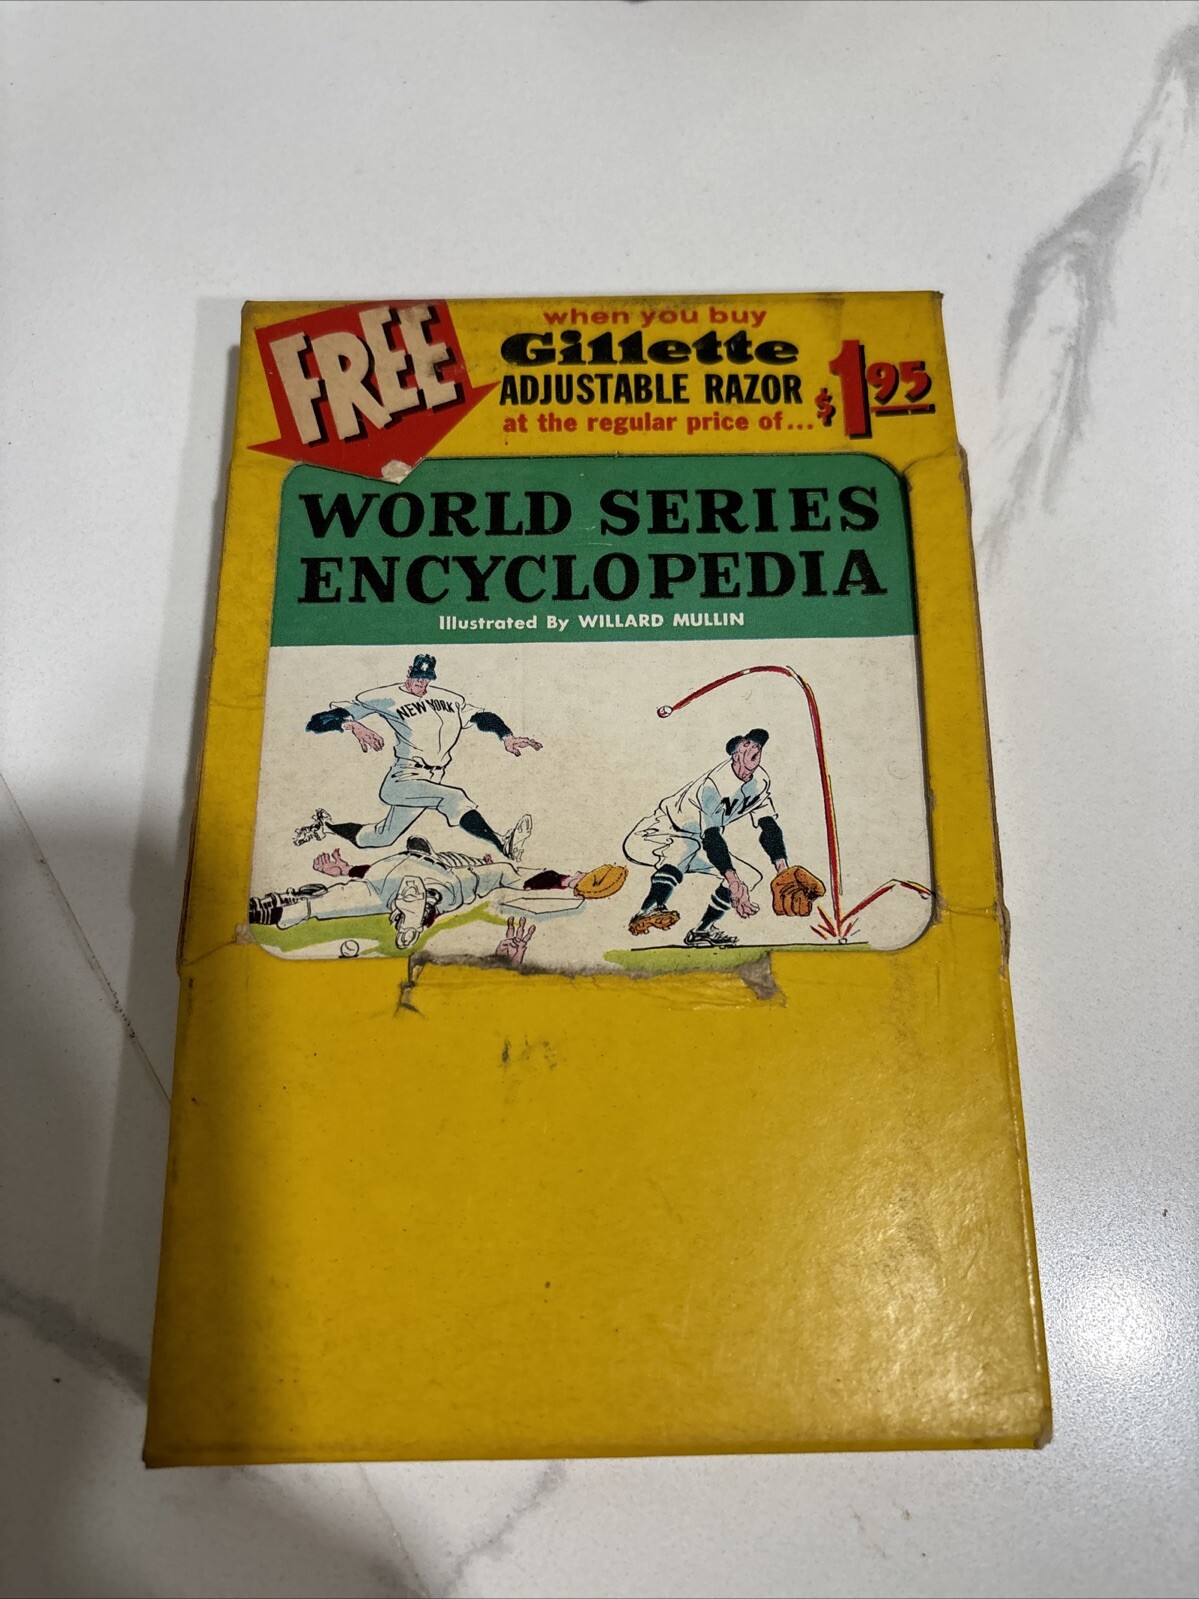 FREE
when you buy
Gillette
ADJUSTABLE RAZOR
at the regular price of...
$1.95
WORLD SERIES
ENCYCLOPEDIA
Illustrated By WILLARD MULLIN
NEW YORK
NY